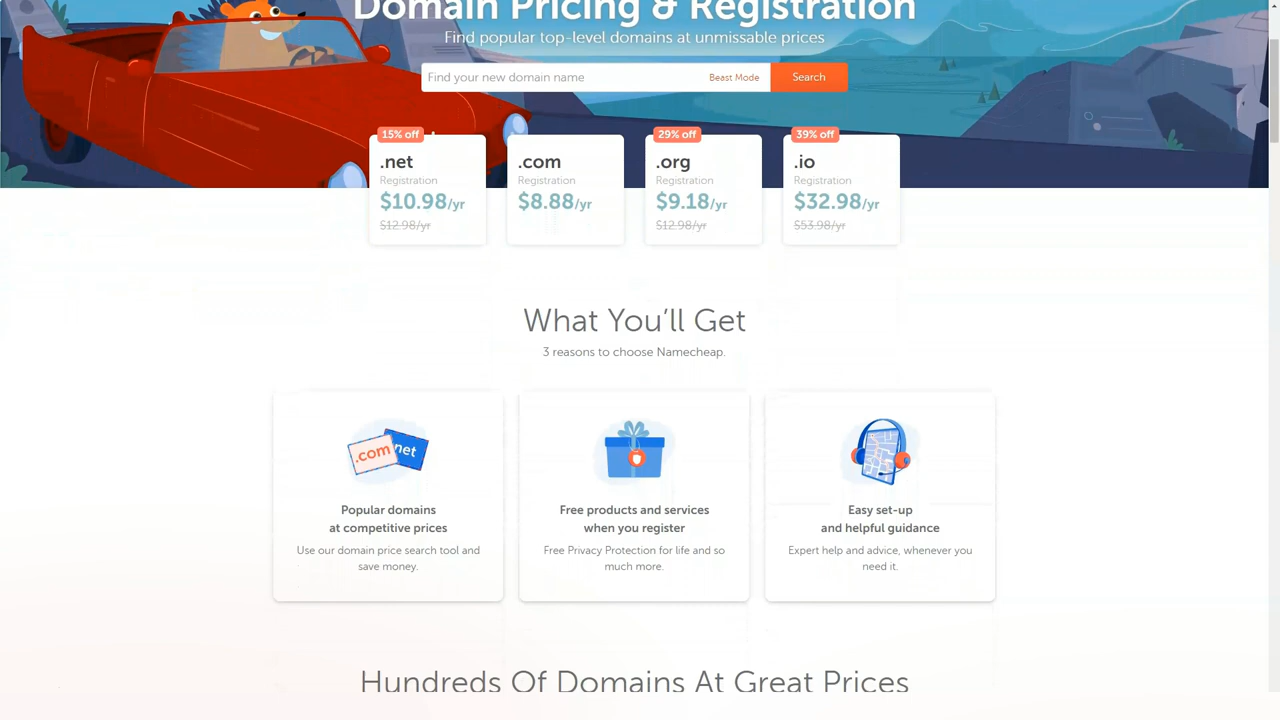 Domain Pricing & Registration
Find popular top-level domains at unmissable prices
Find your new domain name Beast Mode Search
15% off
.net
Registration
$10.98/yr
$12.98/yr
.com
Registration
$8.88/yr
29% off
.org
Registration
$9.18/yr
$12.98/yr
39% off
.io
Registration
$32.98/yr
$53.98/yr
What You’ll Get
3 reasons to choose Namecheap.
.com
net
Popular domains
at competitive prices
Use our domain price search tool and
save money.
Free products and services
when you register
Free Privacy Protection for life and so
much more.
Easy set-up
and helpful guidance
Expert help and advice, whenever you
need it.
Hundreds Of Domains At Great Prices